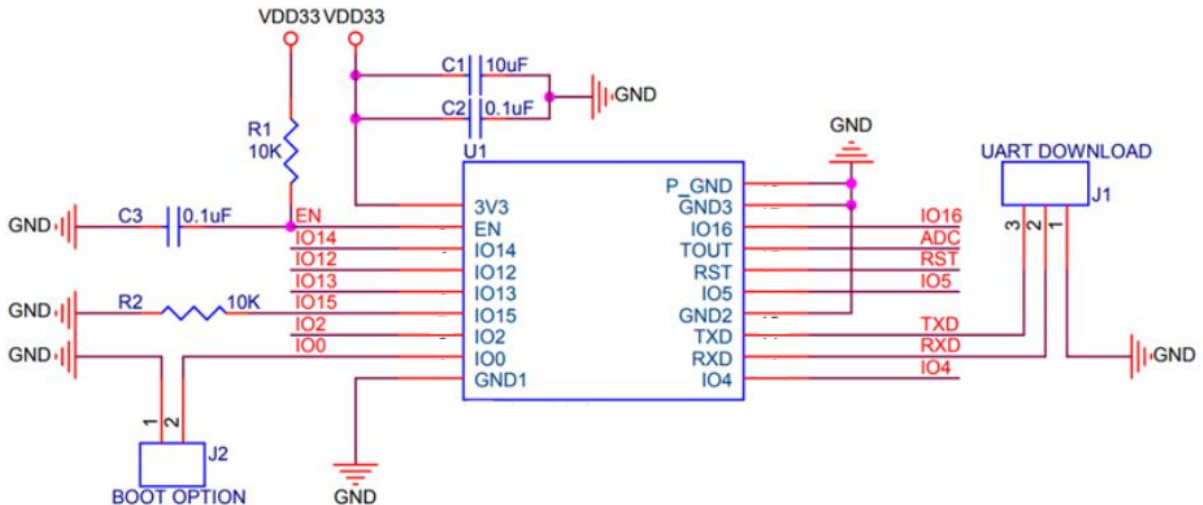 VDD33 VDD33
C1 10uF
GND
C2 0.1uF
R1
10K
U1
GND
UART DOWNLOAD
J1
3 2 1
GND
C3 0.1uF
EN
IO14
IO12
IO13
GND
R2 10K
IO15
IO2
GND
IO0
3V3
EN
IO14
IO12
IO13
IO15
IO2
IO0
GND1
P_GND
GND3
IO16
TOUT
RST
IO5
GND2
TXD
RXD
IO4
IO16
ADC
RST
IO5
TXD
RXD
IO4
GND
1 2
J2
BOOT OPTION
GND